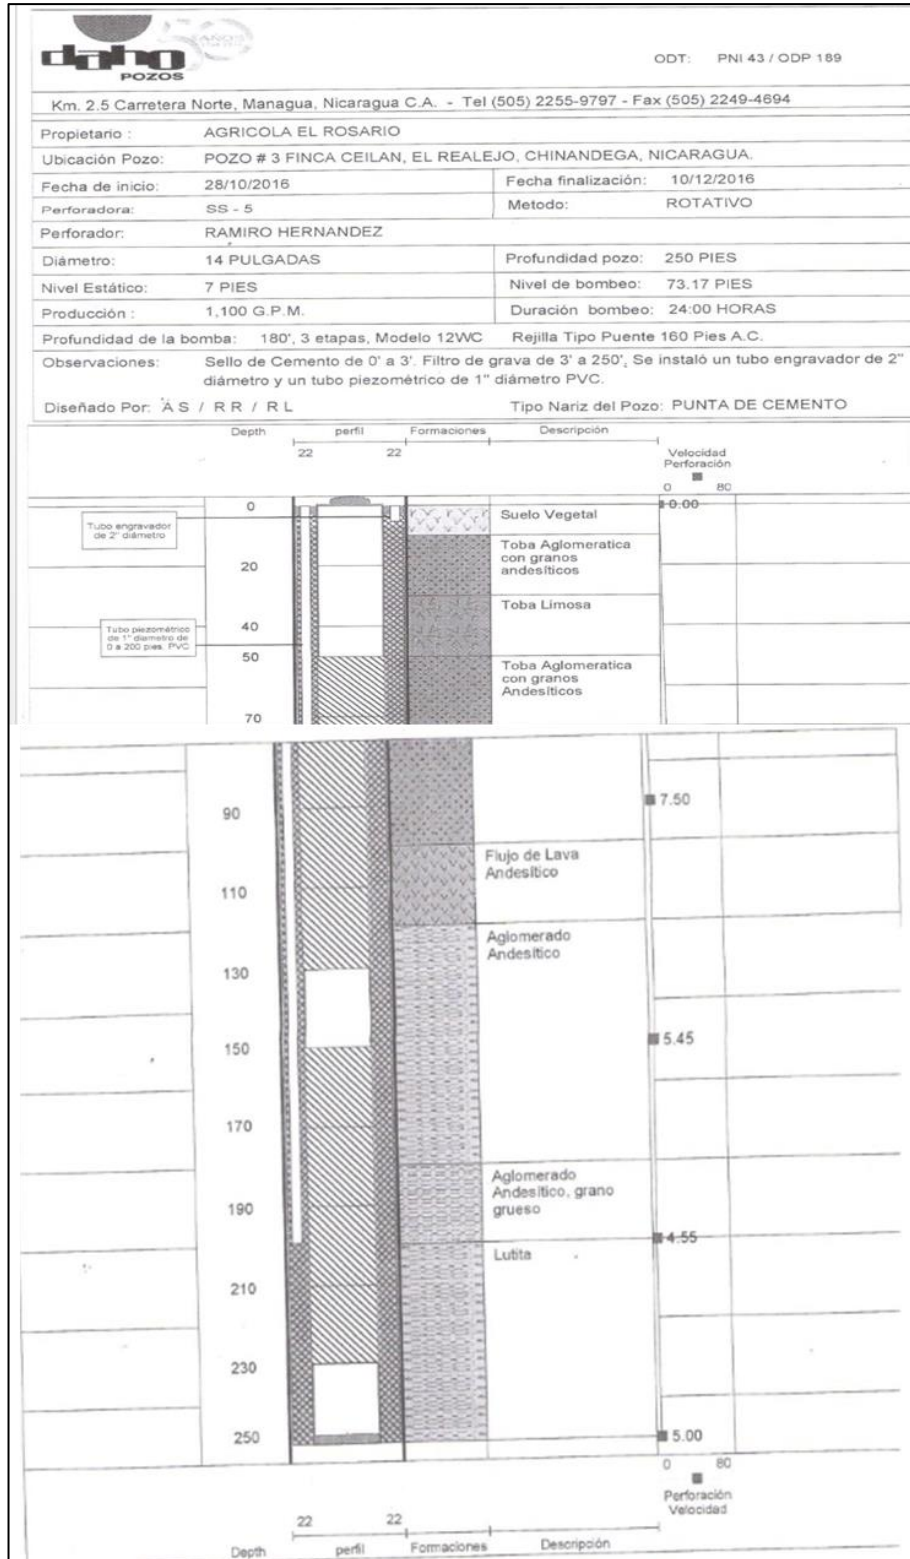 daho
POZOS
AÑOS
ODT: PNI 43 / ODP 189
Km. 2.5 Carretera Norte, Managua, Nicaragua C.A. - Tel (505) 2255-9797 - Fax (505) 2249-4694
Propietario : AGRICOLA EL ROSARIO
Ubicación Pozo: POZO # 3 FINCA CEILAN, EL REALEJO, CHINANDEGA, NICARAGUA.
Fecha de inicio: 28/10/2016 Fecha finalización: 10/12/2016
Perforadora: SS - 5 Metodo: ROTATIVO
Perforador: RAMIRO HERNANDEZ
Diámetro: 14 PULGADAS Profundidad pozo: 250 PIES
Nivel Estático: 7 PIES Nivel de bombeo: 73.17 PIES
Producción : 1,100 G.P.M. Duración bombeo: 24:00 HORAS
Profundidad de la bomba: 180', 3 etapas, Modelo 12WC Rejilla Tipo Puente 160 Pies A.C.
Observaciones: Sello de Cemento de 0' a 3'. Filtro de grava de 3' a 250', Se instaló un tubo engravador de 2"
diámetro y un tubo piezométrico de 1" diámetro PVC.
Diseñado Por: A S / R R / R L Tipo Nariz del Pozo: PUNTA DE CEMENTO
Depth perfil Formaciones Descripción
22 22
Velocidad
Perforación
0 80
0 0.00
Suelo Vegetal
Tubo engravador
de 2" diámetro
Toba Aglomeratica
con granos
andesíticos
20
Toba Limosa
40
Tubo piezométrico
de 1" diametro de
0 a 200 pies. PVC
50
Toba Aglomeratica
con granos
Andesíticos
70
90 7.50
Flujo de Lava
Andesítico
110
Aglomerado
Andesítico
130
150 5.45
170
Aglomerado
Andesítico, grano
grueso
190
4.55
Lutita
210
230
250 5.00
0 80
Perforación
Velocidad
22 22
Depth perfil Formaciones Descripción